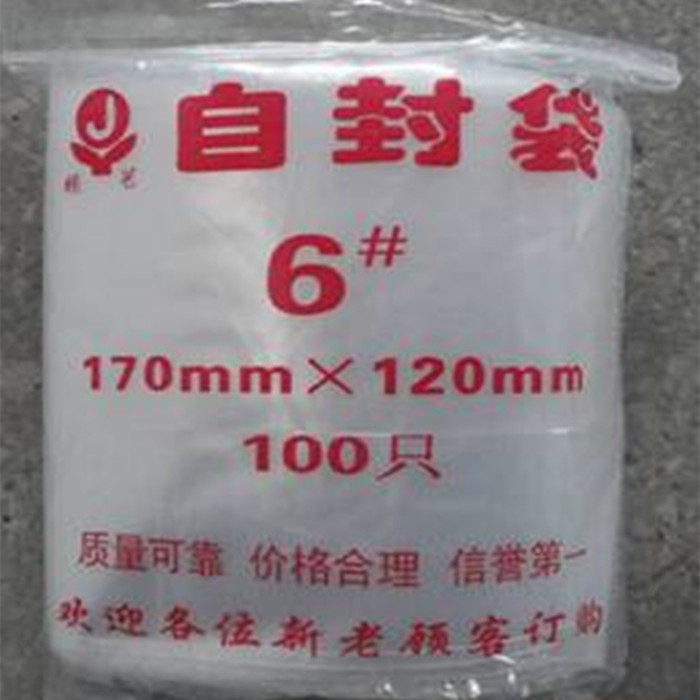 自封袋
6#
170mm×120mm
100只
质量可靠 价格合理 信誉第一
欢迎各位新老顾客订购